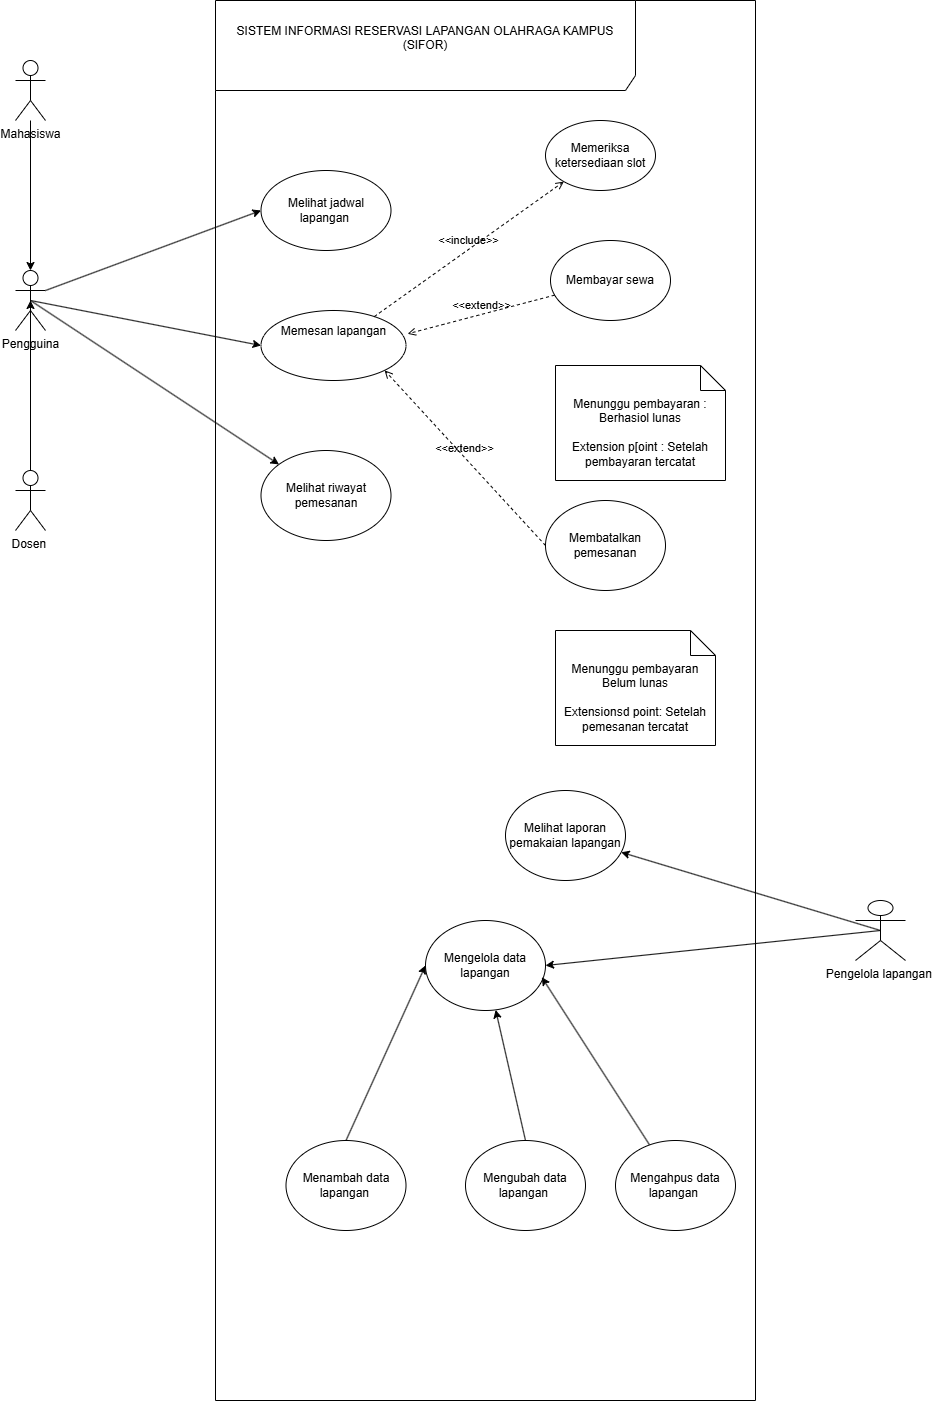 SISTEM INFORMASI RESERVASI LAPANGAN OLAHRAGA KAMPUS
(SIFOR)
Mahasiswa
Memeriksa
ketersediaan slot
Melihat jadwal
lapangan
<<include>>
Membayar sewa
<<extend>>
Memesan lapangan
Pengguina
Menunggu pembayaran :
Berhasiol lunas
Extension p[oint : Setelah
pembayaran tercatat
<<extend>>
Melihat riwayat
pemesanan
Dosen
Membatalkan
pemesanan
Menunggu pembayaran
Belum lunas
Extensionsd point: Setelah
pemesanan tercatat
Melihat laporan
pemakaian lapangan
Mengelola data
lapangan
Pengelola lapangan
Menambah data
lapangan
Mengubah data
lapangan
Mengahpus data
lapangan